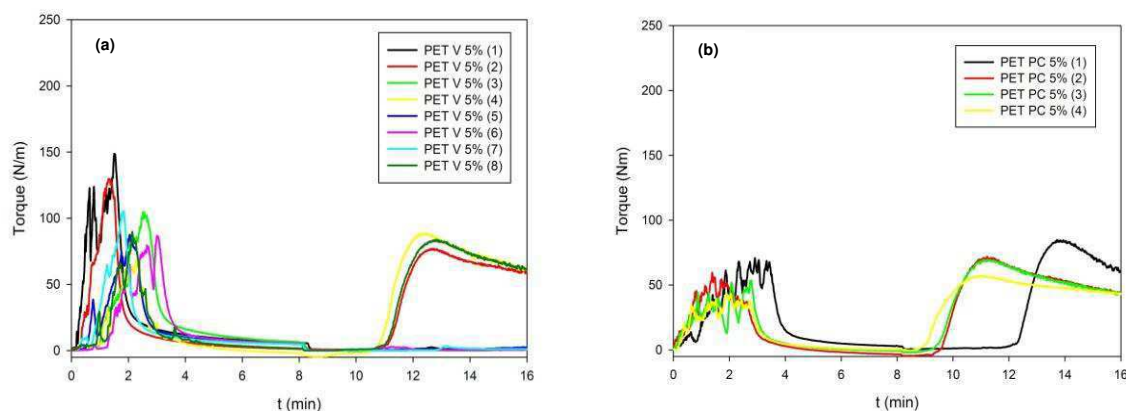 (a)
250
200
150
100
50
0
Torque (N/m)
0 2 4 6 8 10 12 14 16
t (min)
PET V 5% (1)
PET V 5% (2)
PET V 5% (3)
PET V 5% (4)
PET V 5% (5)
PET V 5% (6)
PET V 5% (7)
PET V 5% (8)
(b)
250
200
150
100
50
0
Torque (Nm)
0 2 4 6 8 10 12 14 16
t (min)
PET PC 5% (1)
PET PC 5% (2)
PET PC 5% (3)
PET PC 5% (4)